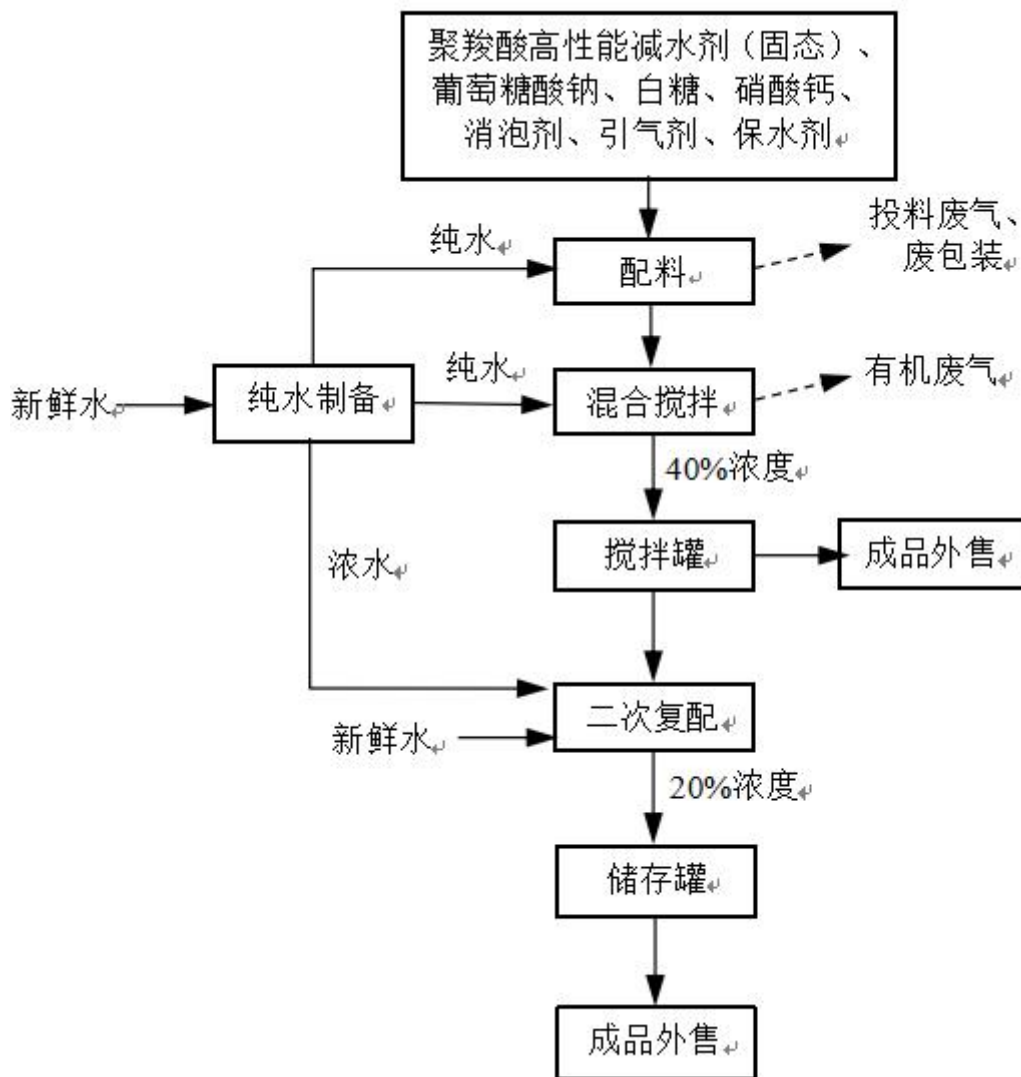 聚羧酸高性能减水剂（固态）、
葡萄糖酸钠、白糖、硝酸钙、
消泡剂、引气剂、保水剂
投料废气、
废包装
纯水
配料
新鲜水
纯水制备
纯水
混合搅拌
有机废气
40%浓度
浓水
搅拌罐
成品外售
二次复配
新鲜水
20%浓度
储存罐
成品外售